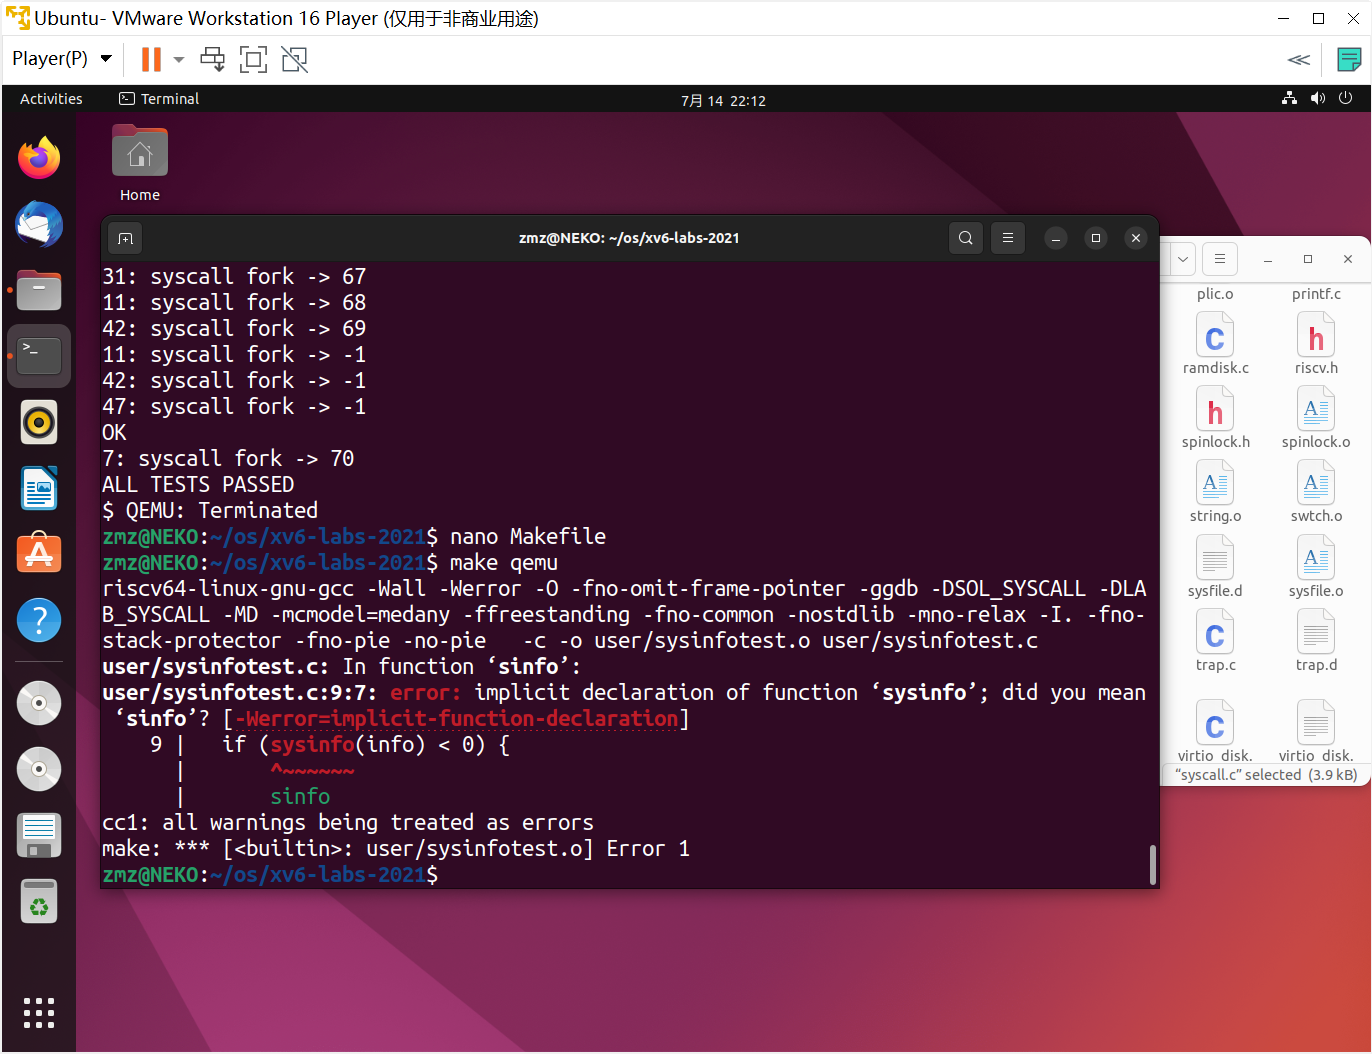 Ubuntu- VMware Workstation 16 Player (仅用于非商业用途)
Player(P)
Activities
Terminal
7月 14 22:12
Home
zmz@NEKO: ~/os/xv6-labs-2021
31: syscall fork -> 67
11: syscall fork -> 68
42: syscall fork -> 69
11: syscall fork -> -1
42: syscall fork -> -1
47: syscall fork -> -1
OK
7: syscall fork -> 70
ALL TESTS PASSED
$ QEMU: Terminated
zmz@NEKO:~/os/xv6-labs-2021$ nano Makefile
zmz@NEKO:~/os/xv6-labs-2021$ make qemu
riscv64-linux-gnu-gcc -Wall -Werror -O -fno-omit-frame-pointer -ggdb -DSOL_SYSCALL -DLA
B_SYSCALL -MD -mcmodel=medany -ffreestanding -fno-common -nostdlib -mno-relax -I. -fno-
stack-protector -fno-pie -no-pie   -c -o user/sysinfotest.o user/sysinfotest.c
user/sysinfotest.c: In function ‘sinfo’:
user/sysinfotest.c:9:7: error: implicit declaration of function ‘sysinfo’; did you mean
‘sinfo’? [-Werror=implicit-function-declaration]
9 |   if (sysinfo(info) < 0) {
|       ^~~~~~~
|       sinfo
cc1: all warnings being treated as errors
make: *** [<builtin>: user/sysinfotest.o] Error 1
zmz@NEKO:~/os/xv6-labs-2021$
plic.o
printf.c
ramdisk.c
riscv.h
spinlock.h
spinlock.o
string.o
swtch.o
sysfile.d
sysfile.o
trap.c
trap.d
virtio_disk.
virtio_disk.
“syscall.c” selected (3.9 kB)